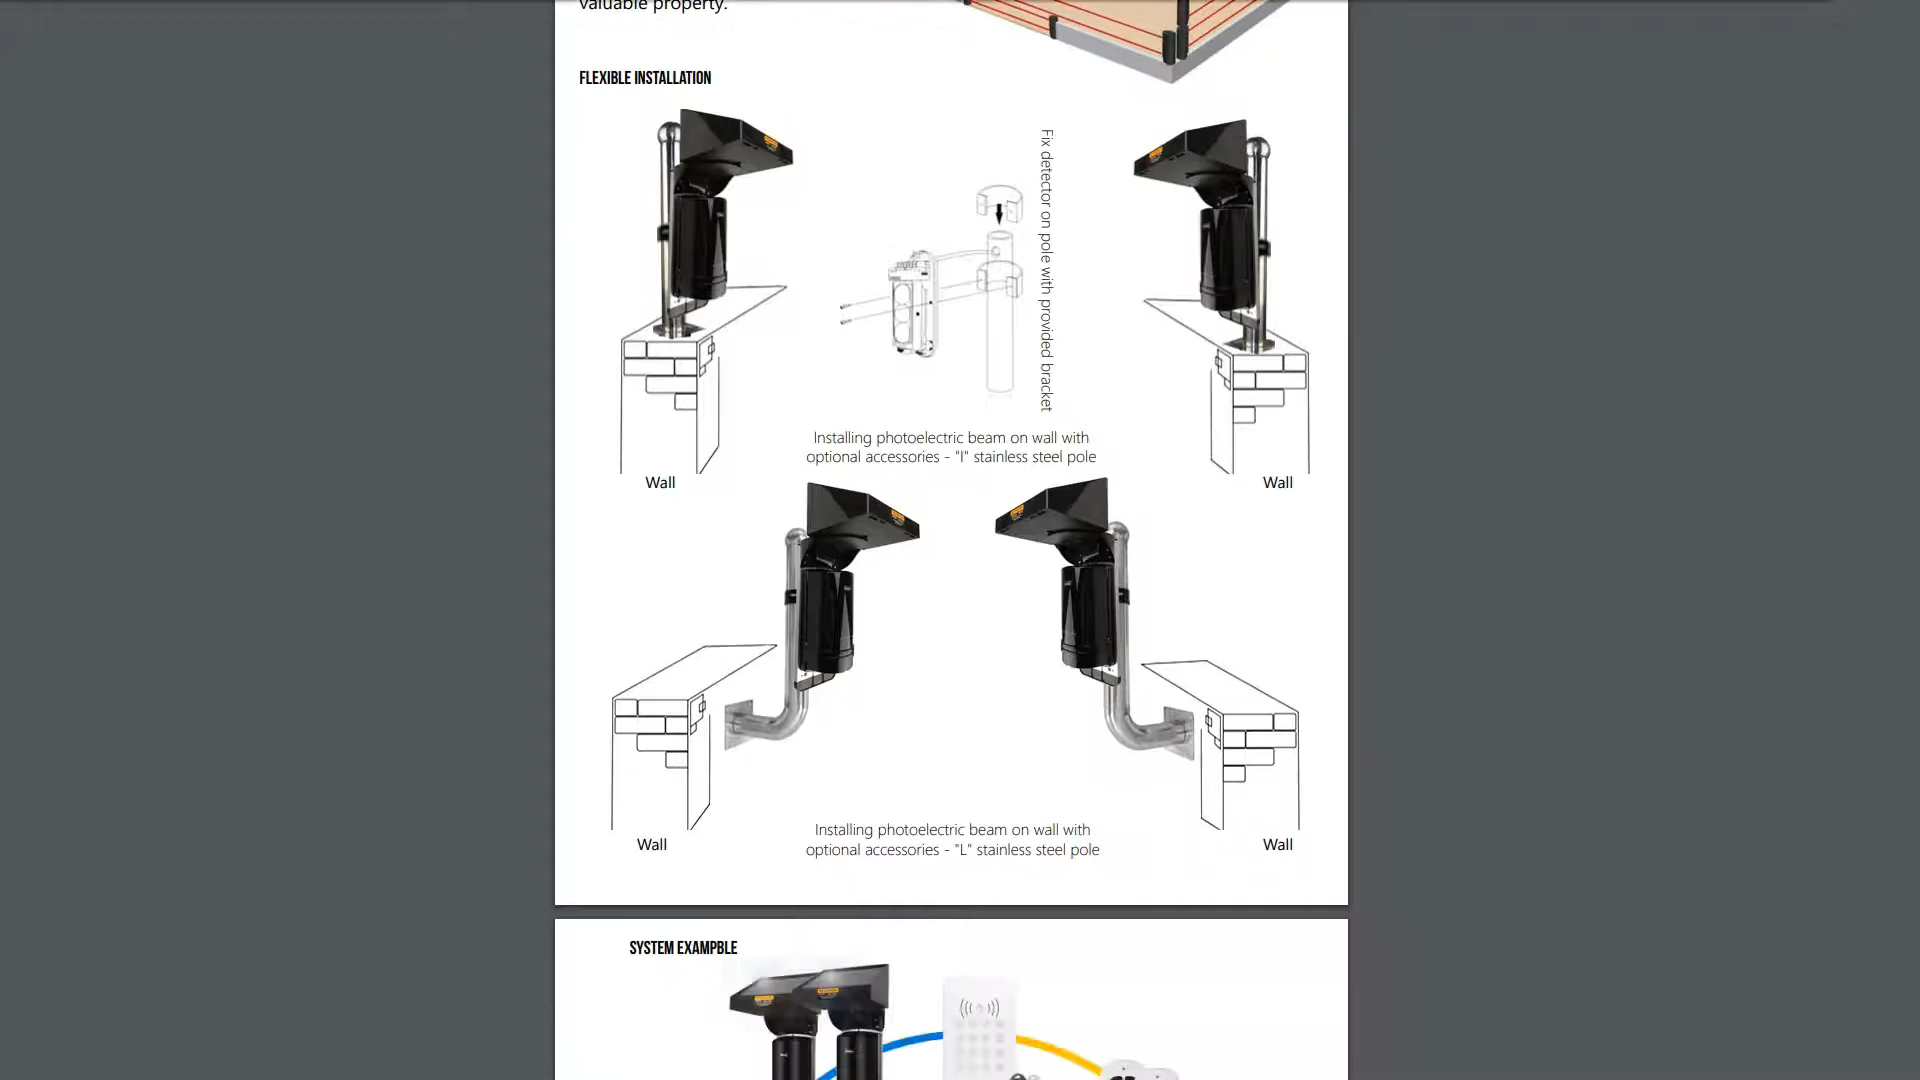 valuable property.
FLEXIBLE INSTALLATION
Fix detector on pole with provided bracket
Installing photoelectric beam on wall with
optional accessories - "I" stainless steel pole
Wall
Wall
Installing photoelectric beam on wall with
optional accessories - "L" stainless steel pole
Wall
Wall
SYSTEM EXAMPBLE